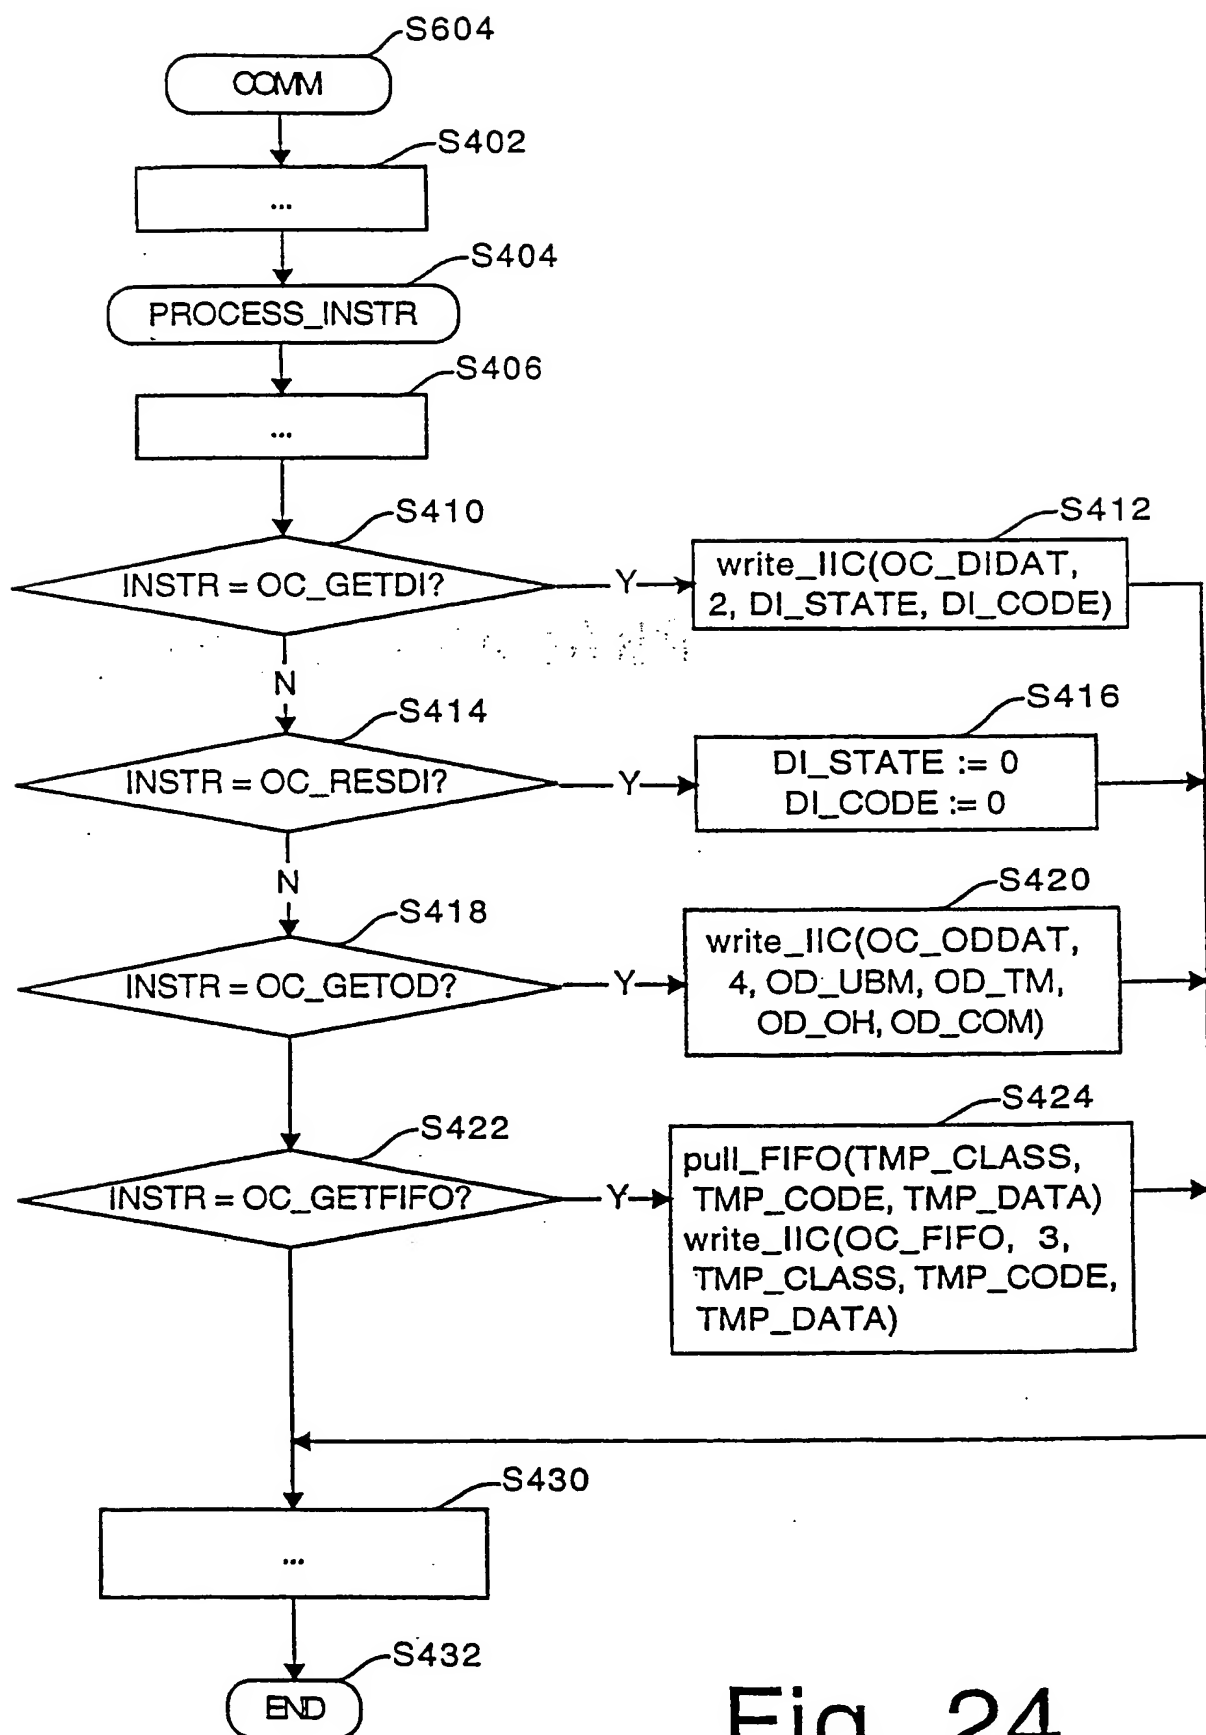 S604
COMM
S402
...
S404
PROCESS_INSTR
S406
...
S410
INSTR = OC_GETDI?
Y
S412
write_IIC(OC_DIDAT,
2, DI_STATE, DI_CODE)
N
S414
INSTR = OC_RESDI?
Y
S416
DI_STATE := 0
DI_CODE := 0
N
S418
INSTR = OC_GETOD?
Y
S420
write_IIC(OC_ODDAT,
4, OD_UBM, OD_TM,
OD_OH, OD_COM)
S422
INSTR = OC_GETFIFO?
Y
S424
pull_FIFO(TMP_CLASS,
TMP_CODE, TMP_DATA)
write_IIC(OC_FIFO, 3,
TMP_CLASS, TMP_CODE,
TMP_DATA)
S430
...
S432
END
Fig. 24